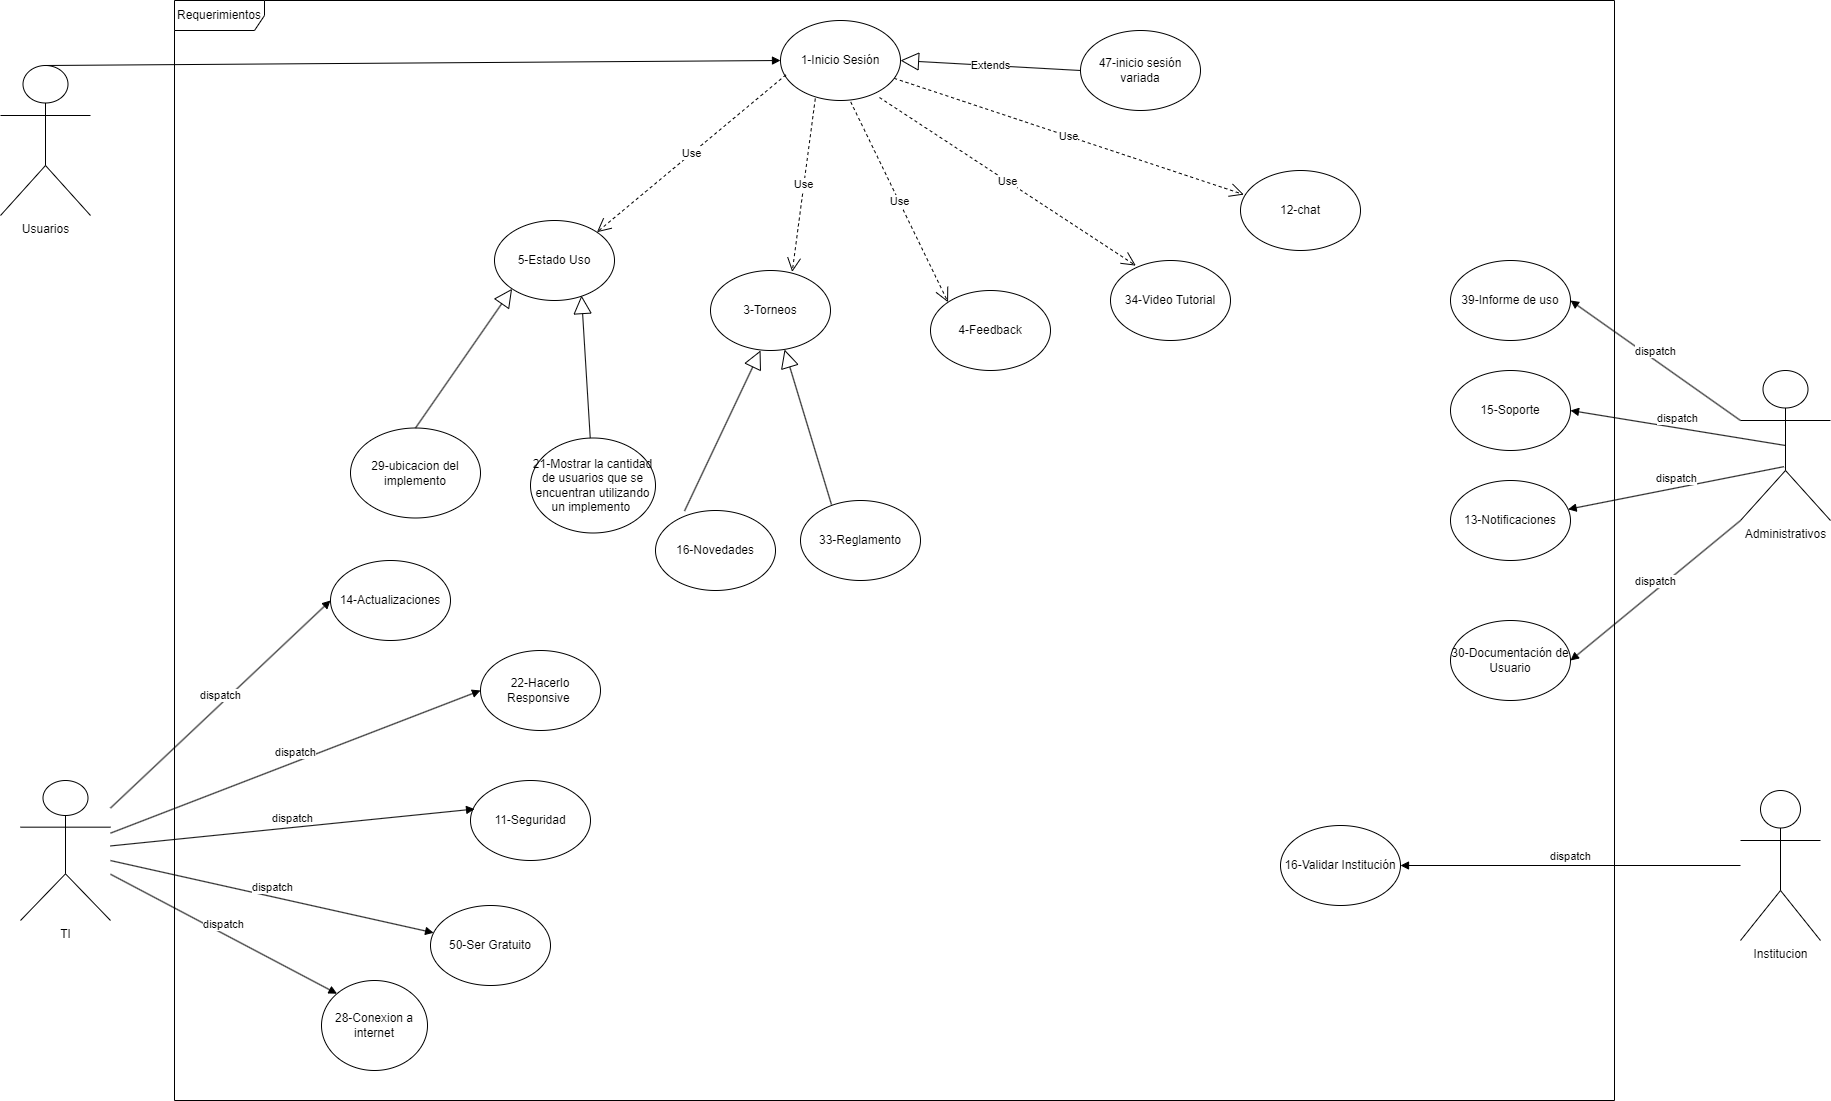 Requerimientos
1-Inicio Sesión
Extends
47-inicio sesión
variada
Usuarios
Use
Use
Use
Use
Use
12-chat
5-Estado Uso
3-Torneos
4-Feedback
34-Video Tutorial
39-Informe de uso
dispatch
15-Soporte
dispatch
dispatch
13-Notificaciones
Administrativos
dispatch
30-Documentación de
Usuario
29-ubicacion del
implemento
21-Mostrar la cantidad
de usuarios que se
encuentran utilizando
un implemento
16-Novedades
33-Reglamento
14-Actualizaciones
dispatch
22-Hacerlo
Responsive
dispatch
dispatch
11-Seguridad
dispatch
50-Ser Gratuito
dispatch
28-Conexion a
internet
TI
16-Validar Institución
dispatch
Institucion